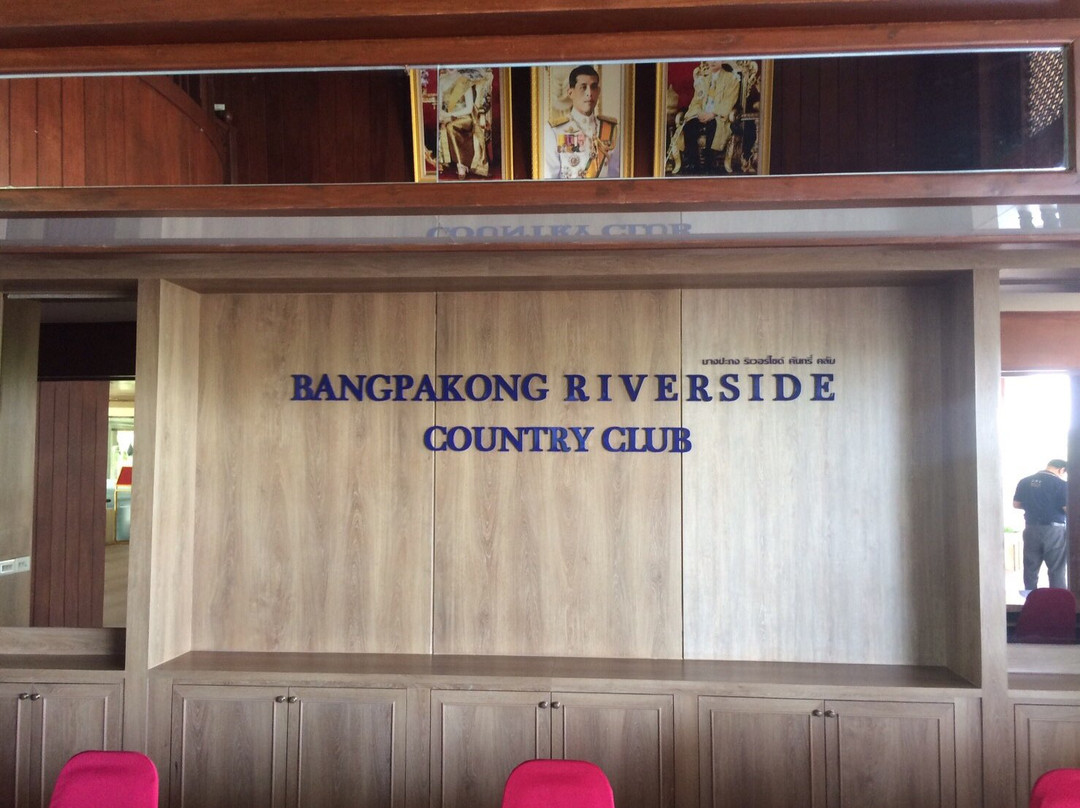 บางปะกง ริเวอร์ไซด์ คันทรี่ คลับ
BANGPAKONG RIVERSIDE
COUNTRY CLUB